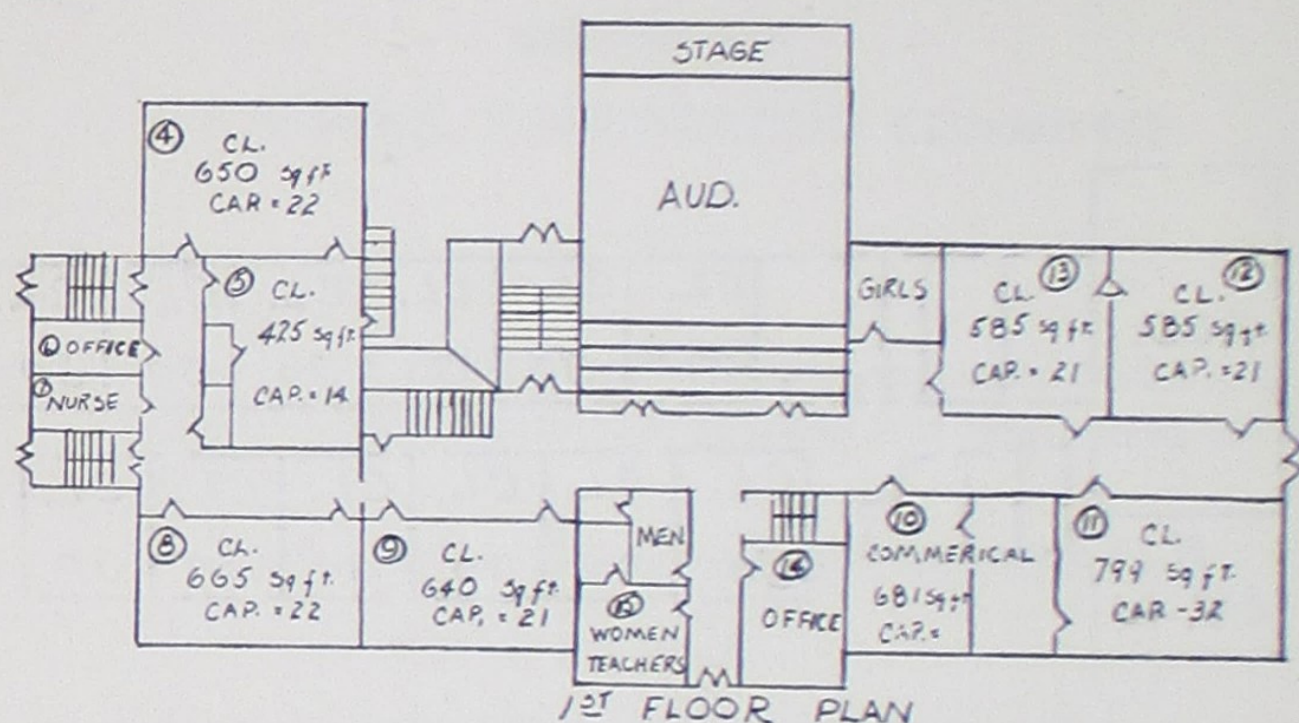 STAGE
AUD.
4
CL.
650 sq ft.
CAP. = 22
5
CL.
425 sq ft.
CAP. = 14
6 OFFICE
7 NURSE
8
CL.
665 sq ft.
CAP. = 22
9
CL.
640 sq ft.
CAP. = 21
MEN
15
WOMEN
TEACHERS
OFFICE
10
COMMERICAL
681 sq ft
CAP. =
11
CL.
799 sq ft.
CAP - 32
GIRLS
13
CL.
585 sq ft.
CAP. = 21
12
CL.
585 sq ft.
CAP. = 21
1ST FLOOR PLAN